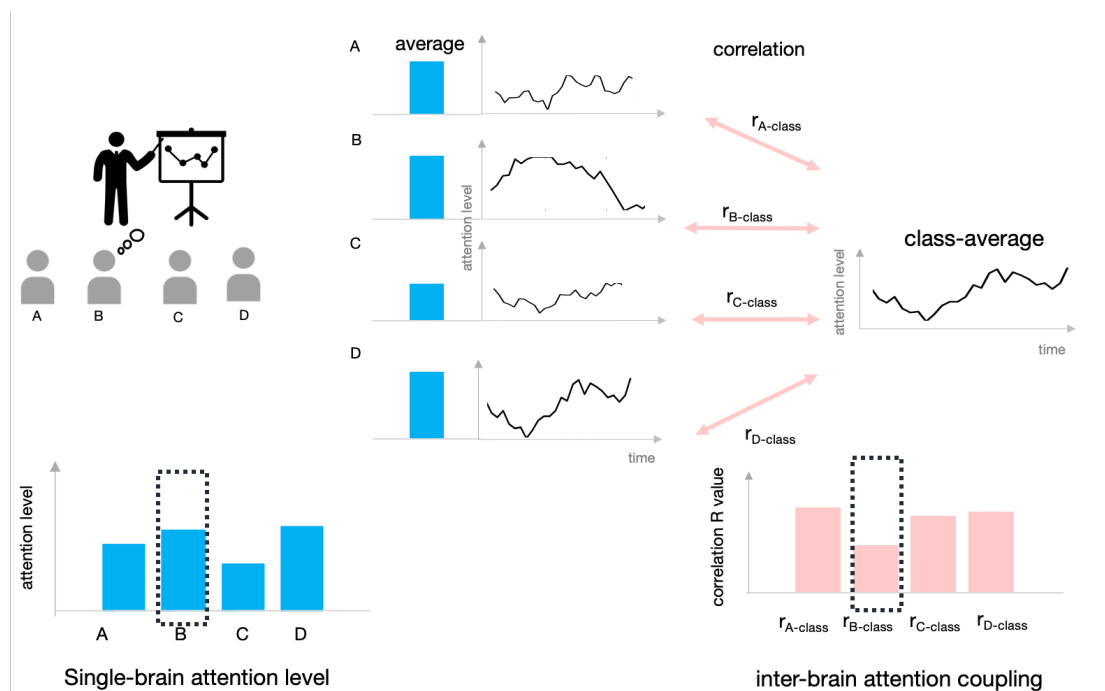 A
average
correlation
r_A-class
B
attention level
r_B-class
class-average
C
attention level
r_C-class
time
D
r_D-class
time
A
B
C
D
attention level
A
B
C
D
Single-brain attention level
correlation R value
r_A-class
r_B-class
r_C-class
r_D-class
inter-brain attention coupling